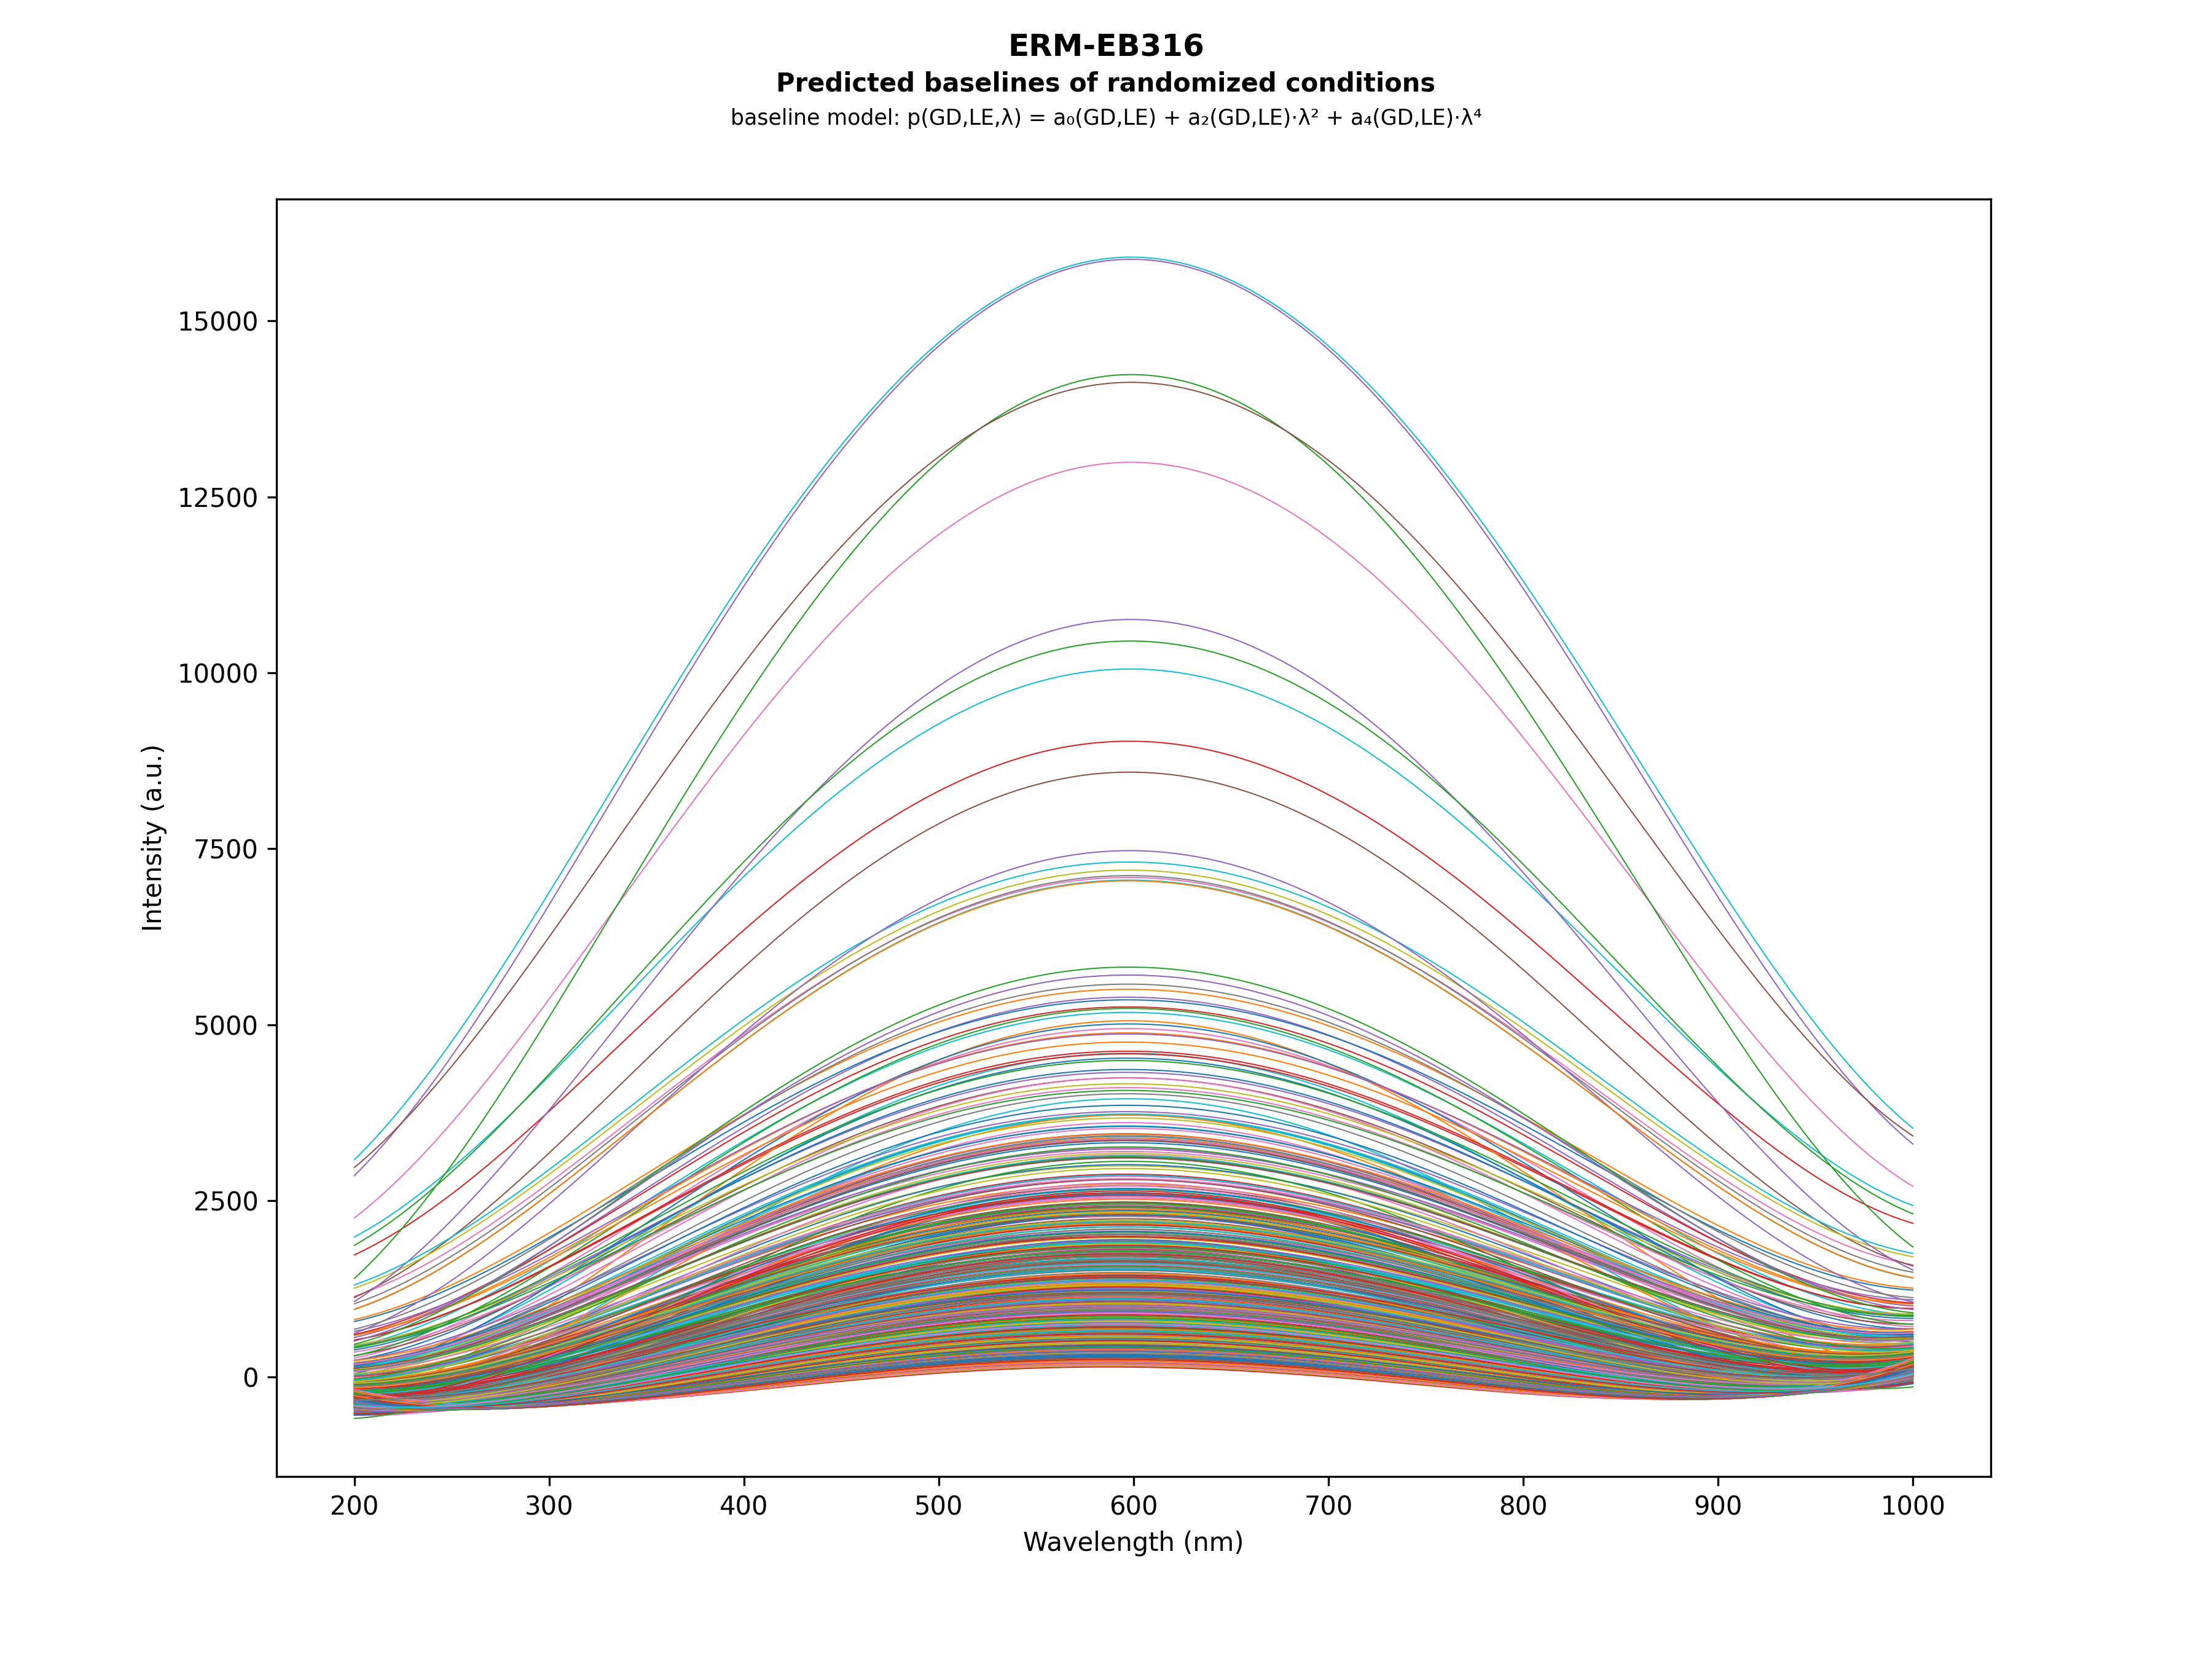 ERM-EB316
Predicted baselines of randomized conditions
baseline model: p(GD,LE,λ) = a₀(GD,LE) + a₂(GD,LE)·λ² + a₄(GD,LE)·λ⁴
15000
12500
10000
7500
5000
2500
0
Intensity (a.u.)
200 300 400 500 600 700 800 900 1000
Wavelength (nm)